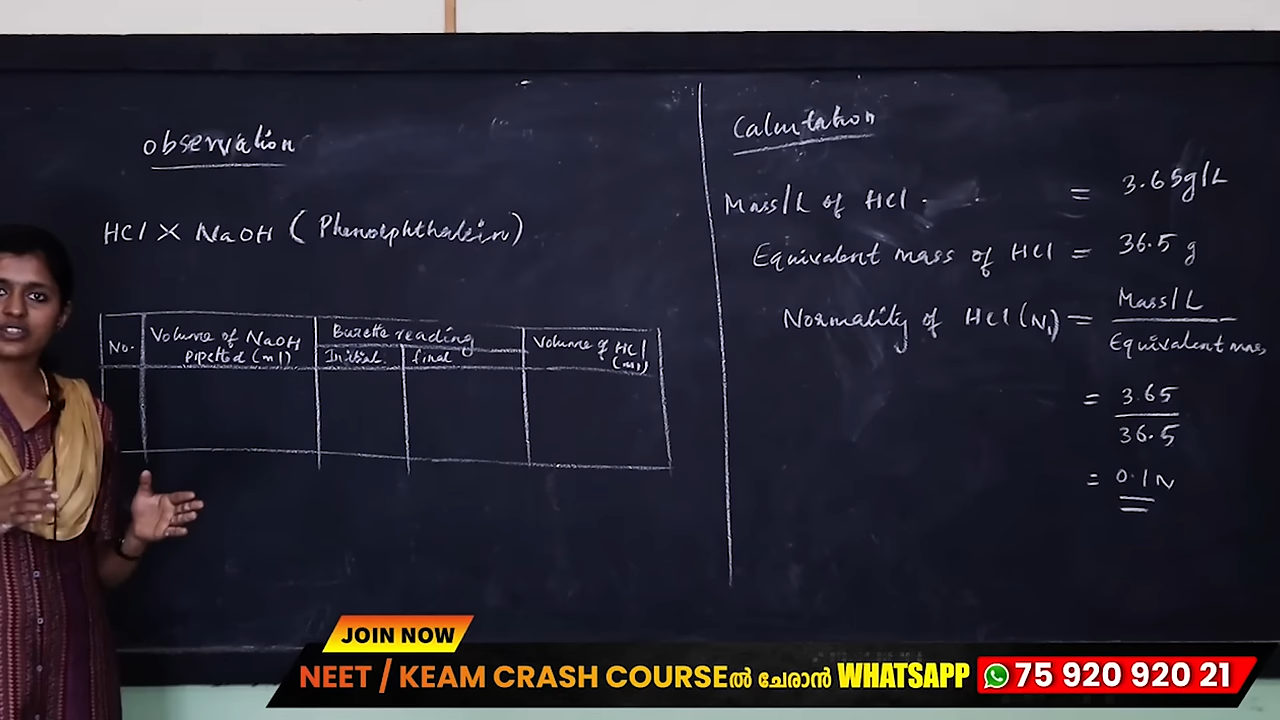 observation
HCl × NaOH (Phenolphthalein)
No.
Volume of NaOH
pipetted (ml)
Burette reading
Initial.
final
Volume of HCl
(ml)
Calculation
Mass/L of HCl = 3.65g/L
Equivalent mass of HCl = 36.5 g
Normality of HCl (N₁) = Mass/L
Equivalent mass
= 3.65
36.5
= 0.1 N
JOIN NOW
NEET / KEAM CRASH COURSEൽ ചേരാൻ WHATSAPP 75 920 920 21